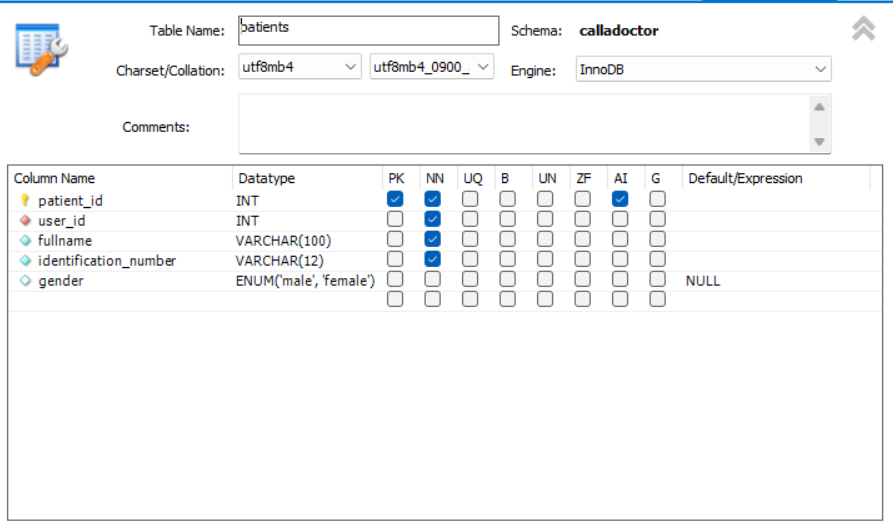 Table Name: patients Schema: calladoctor
Charset/Collation: utf8mb4 utf8mb4_0900_ Engine: InnoDB
Comments:
Column Name Datatype PK NN UQ B UN ZF AI G Default/Expression
patient_id INT
user_id INT
fullname VARCHAR(100)
identification_number VARCHAR(12)
gender ENUM('male', 'female') NULL